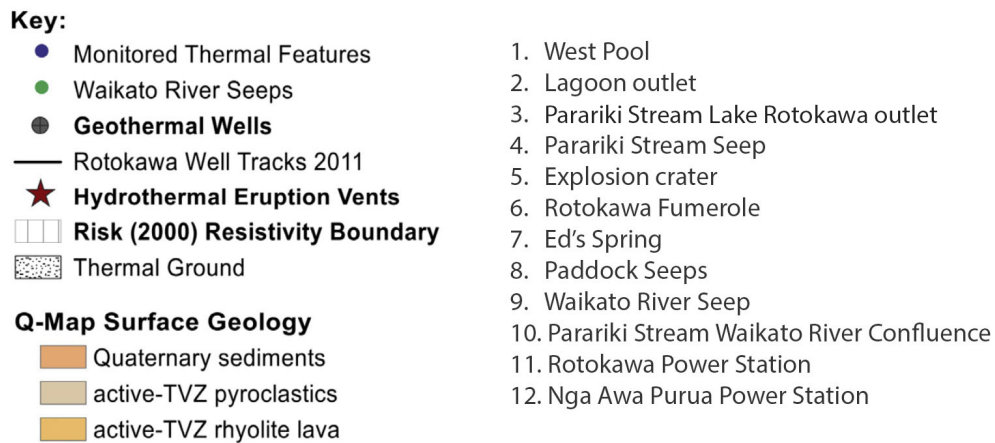 Key:
Monitored Thermal Features
Waikato River Seeps
Geothermal Wells
Rotokawa Well Tracks 2011
Hydrothermal Eruption Vents
Risk (2000) Resistivity Boundary
Thermal Ground
Q-Map Surface Geology
Quaternary sediments
active-TVZ pyroclastics
active-TVZ rhyolite lava
1. West Pool
2. Lagoon outlet
3. Parariki Stream Lake Rotokawa outlet
4. Parariki Stream Seep
5. Explosion crater
6. Rotokawa Fumerole
7. Ed's Spring
8. Paddock Seeps
9. Waikato River Seep
10. Parariki Stream Waikato River Confluence
11. Rotokawa Power Station
12. Nga Awa Purua Power Station